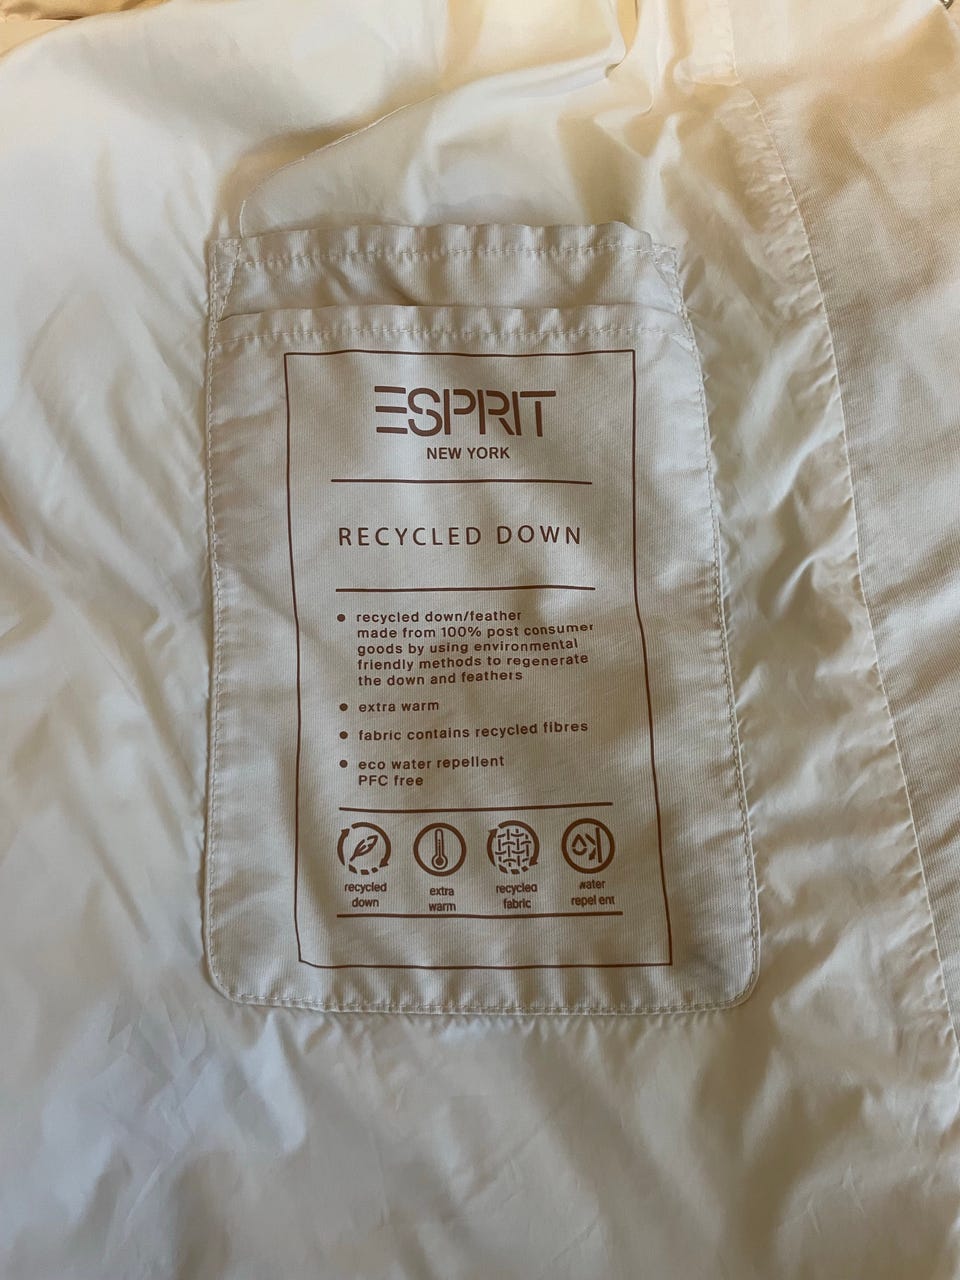 ESPRIT
NEW YORK
RECYCLED DOWN
• recycled down/feather
made from 100% post consumer
goods by using environmental
friendly methods to regenerate
the down and feathers
• extra warm
• fabric contains recycled fibres
• eco water repellent
PFC free
recycled
down
extra
warm
recycled
fabric
water
repellent